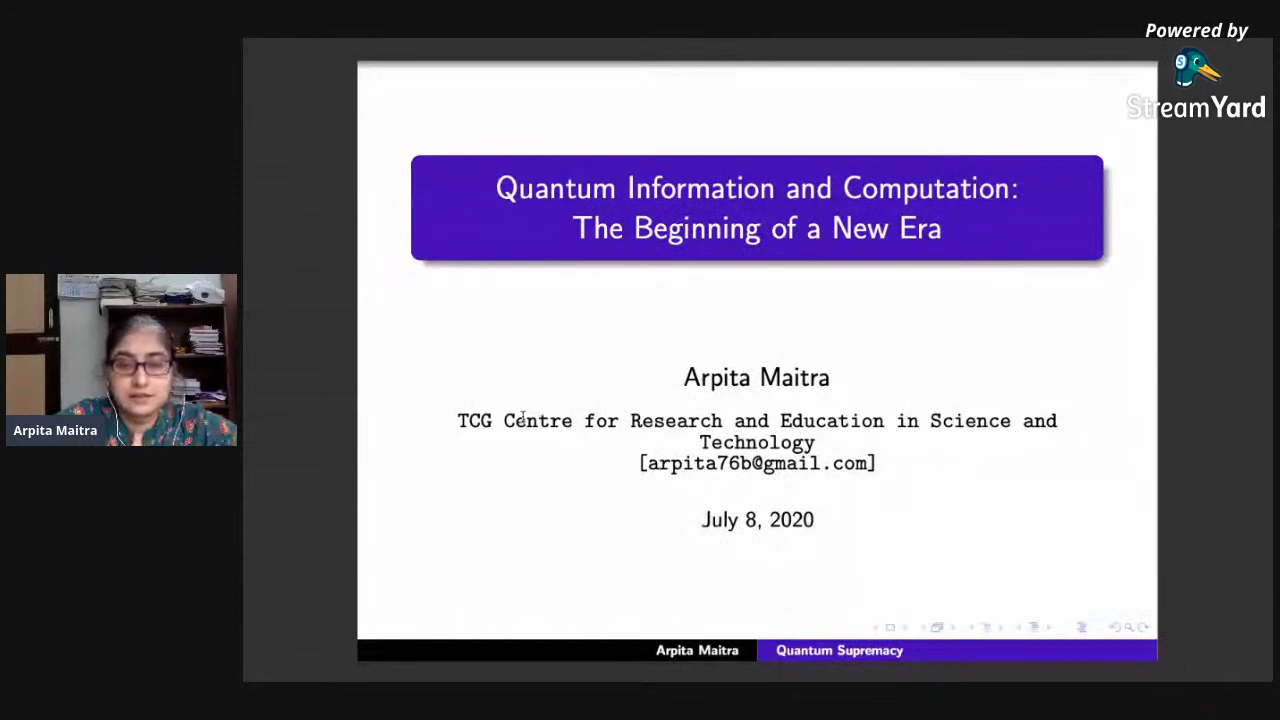 Powered by
StreamYard
Quantum Information and Computation:
The Beginning of a New Era
Arpita Maitra
TCG Centre for Research and Education in Science and
Technology
[arpita76b@gmail.com]
July 8, 2020
Arpita Maitra
Arpita Maitra
Quantum Supremacy